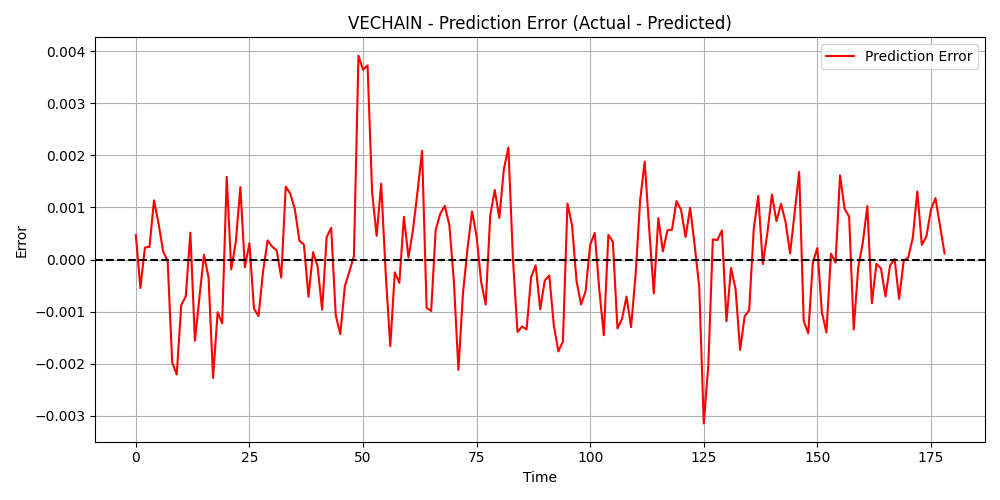 VECHAIN - Prediction Error (Actual - Predicted)
Prediction Error
Error
0.004
0.003
0.002
0.001
0.000
−0.001
−0.002
−0.003
0 25 50 75 100 125 150 175
Time